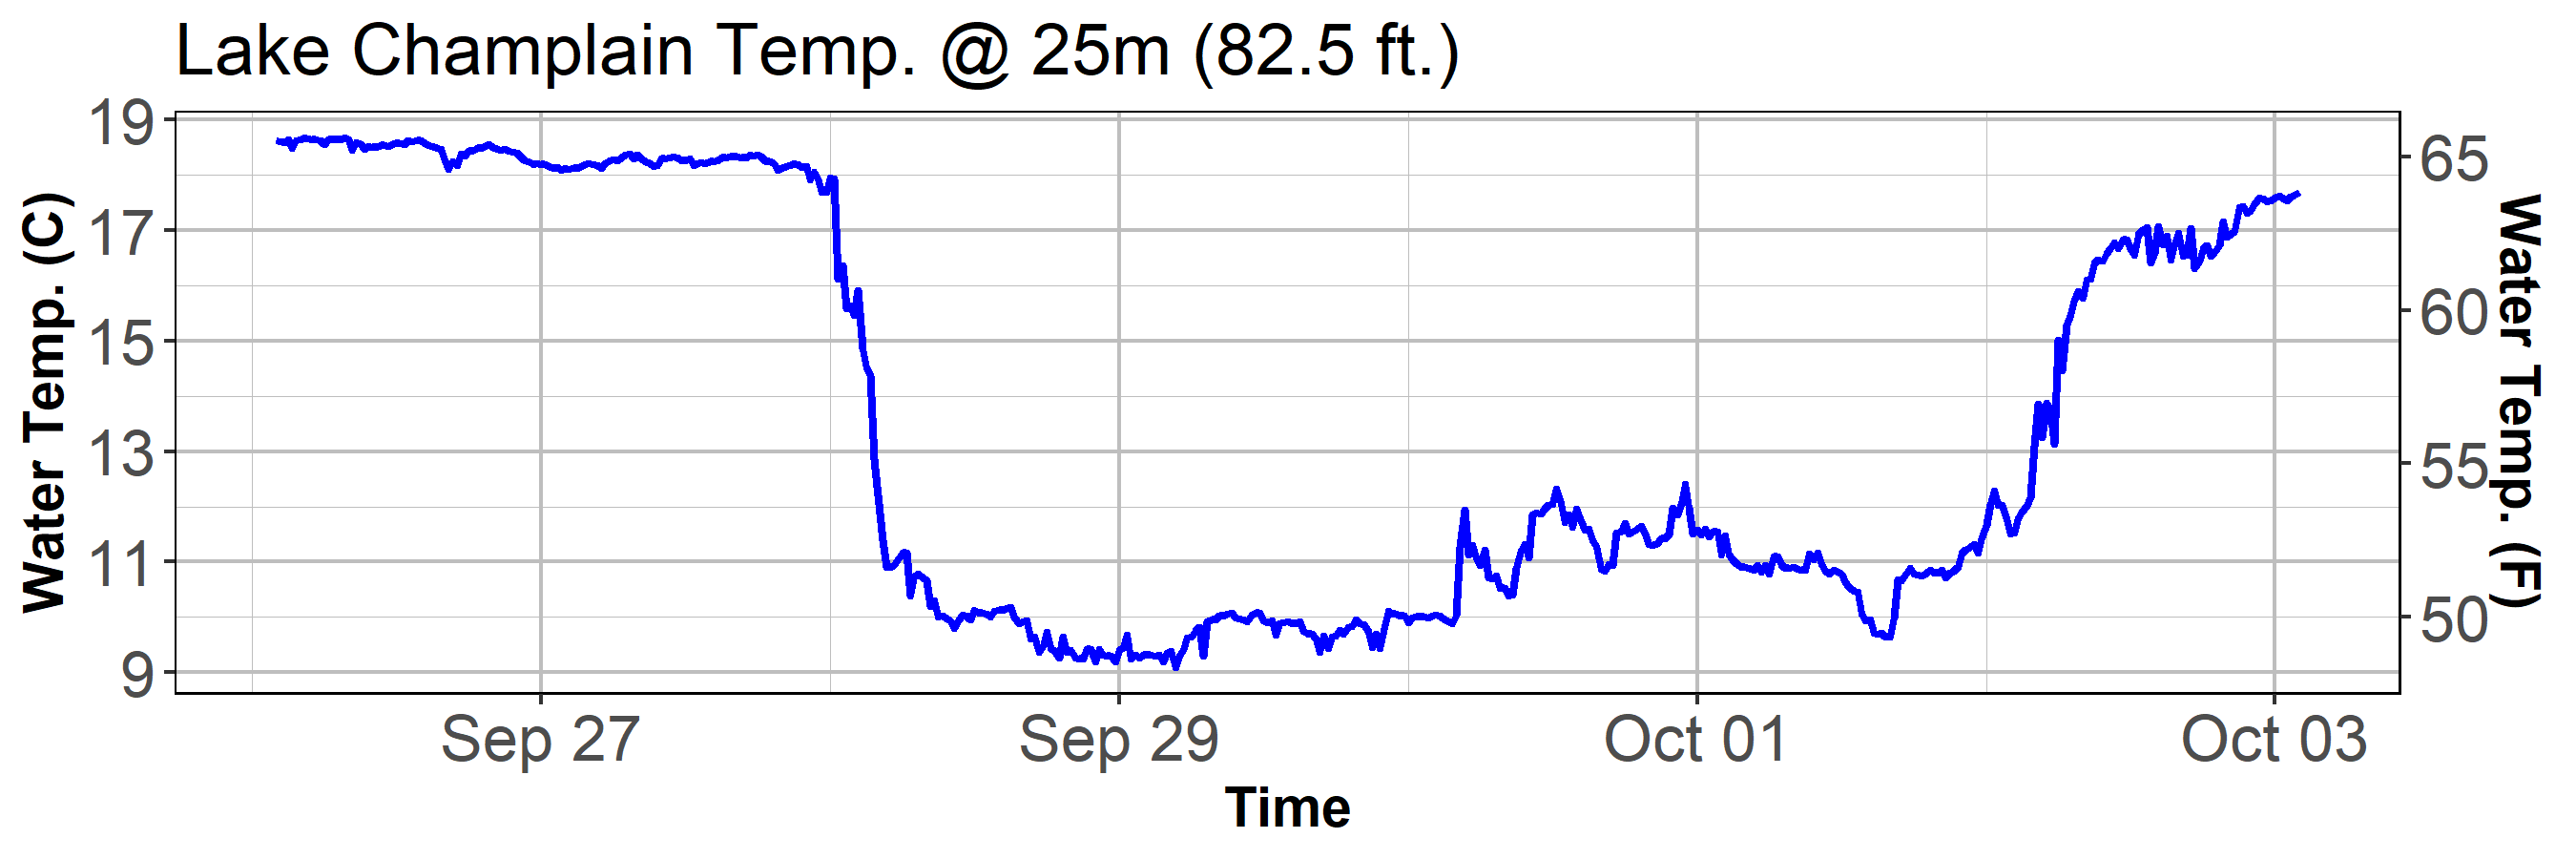 Lake Champlain Temp. @ 25m (82.5 ft.)
Water Temp. (C)
19
17
15
13
11
9
65
60
55
50
Water Temp. (F)
Sep 27 Sep 29 Oct 01 Oct 03
Time